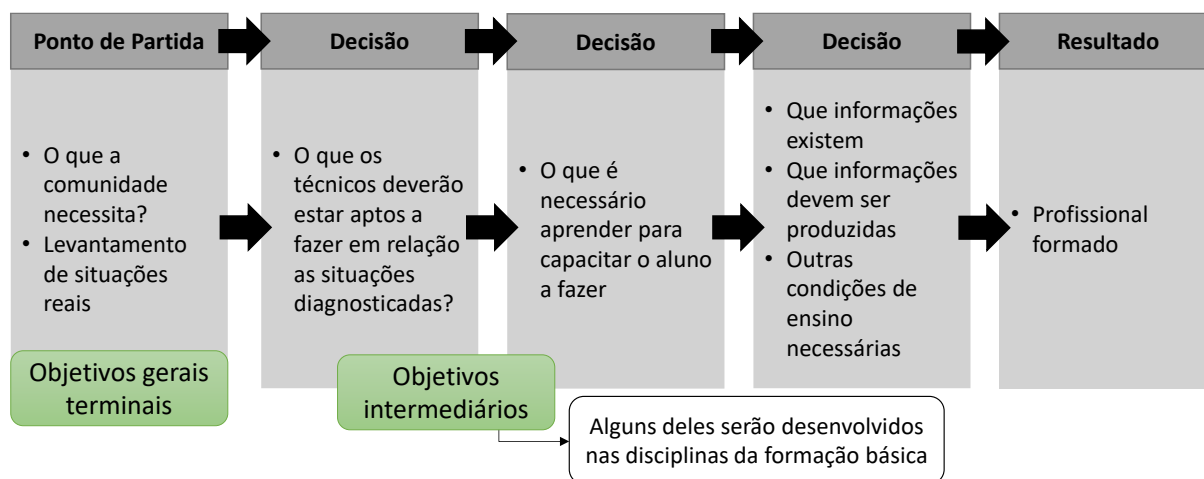 Ponto de Partida
Decisão
Decisão
Decisão
Resultado
• O que a
comunidade
necessita?
• Levantamento
de situações
reais
• O que os
técnicos deverão
estar aptos a
fazer em relação
as situações
diagnosticadas?
• O que é
necessário
aprender para
capacitar o aluno
a fazer
• Que informações
existem
• Que informações
devem ser
produzidas
• Outras
condições de
ensino
necessárias
• Profissional
formado
Objetivos gerais
terminais
Objetivos
intermediários
Alguns deles serão desenvolvidos
nas disciplinas da formação básica